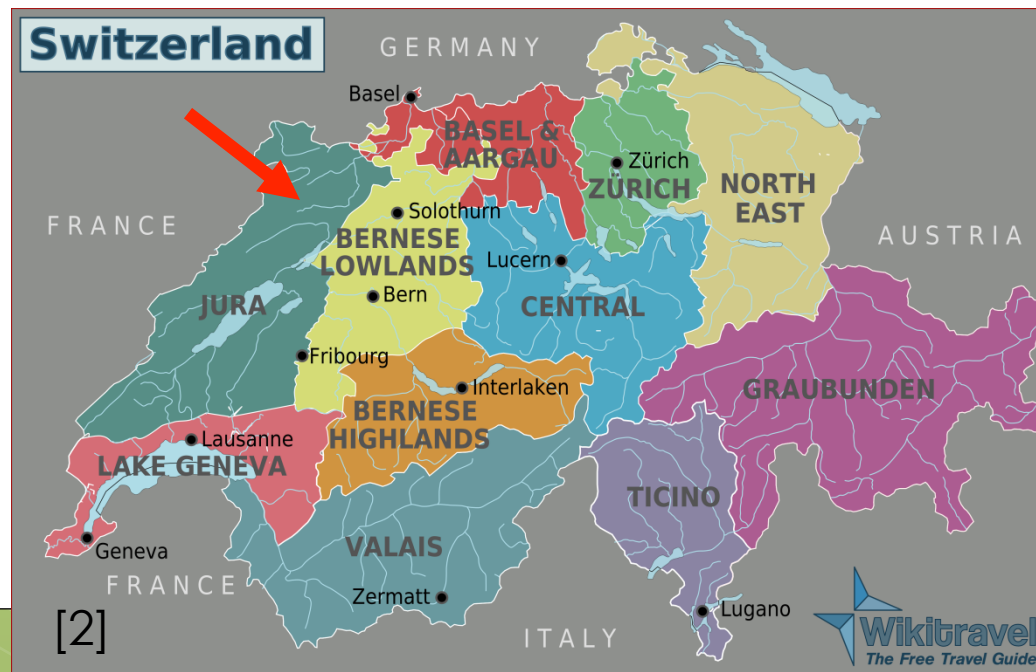 Switzerland
GERMANY
Basel
BASEL &
AARGAU
Zürich
ZÜRICH
NORTH
EAST
FRANCE
Solothurn
BERNESE
LOWLANDS
AUSTRIA
Lucern
Bern
JURA
CENTRAL
Fribourg
Interlaken
GRAUBUNDEN
BERNESE
HIGHLANDS
Lausanne
LAKE GENEVA
TICINO
VALAIS
Geneva
FRANCE
Zermatt
Lugano
ITALY
[2]
Wikitravel
The Free Travel Guide